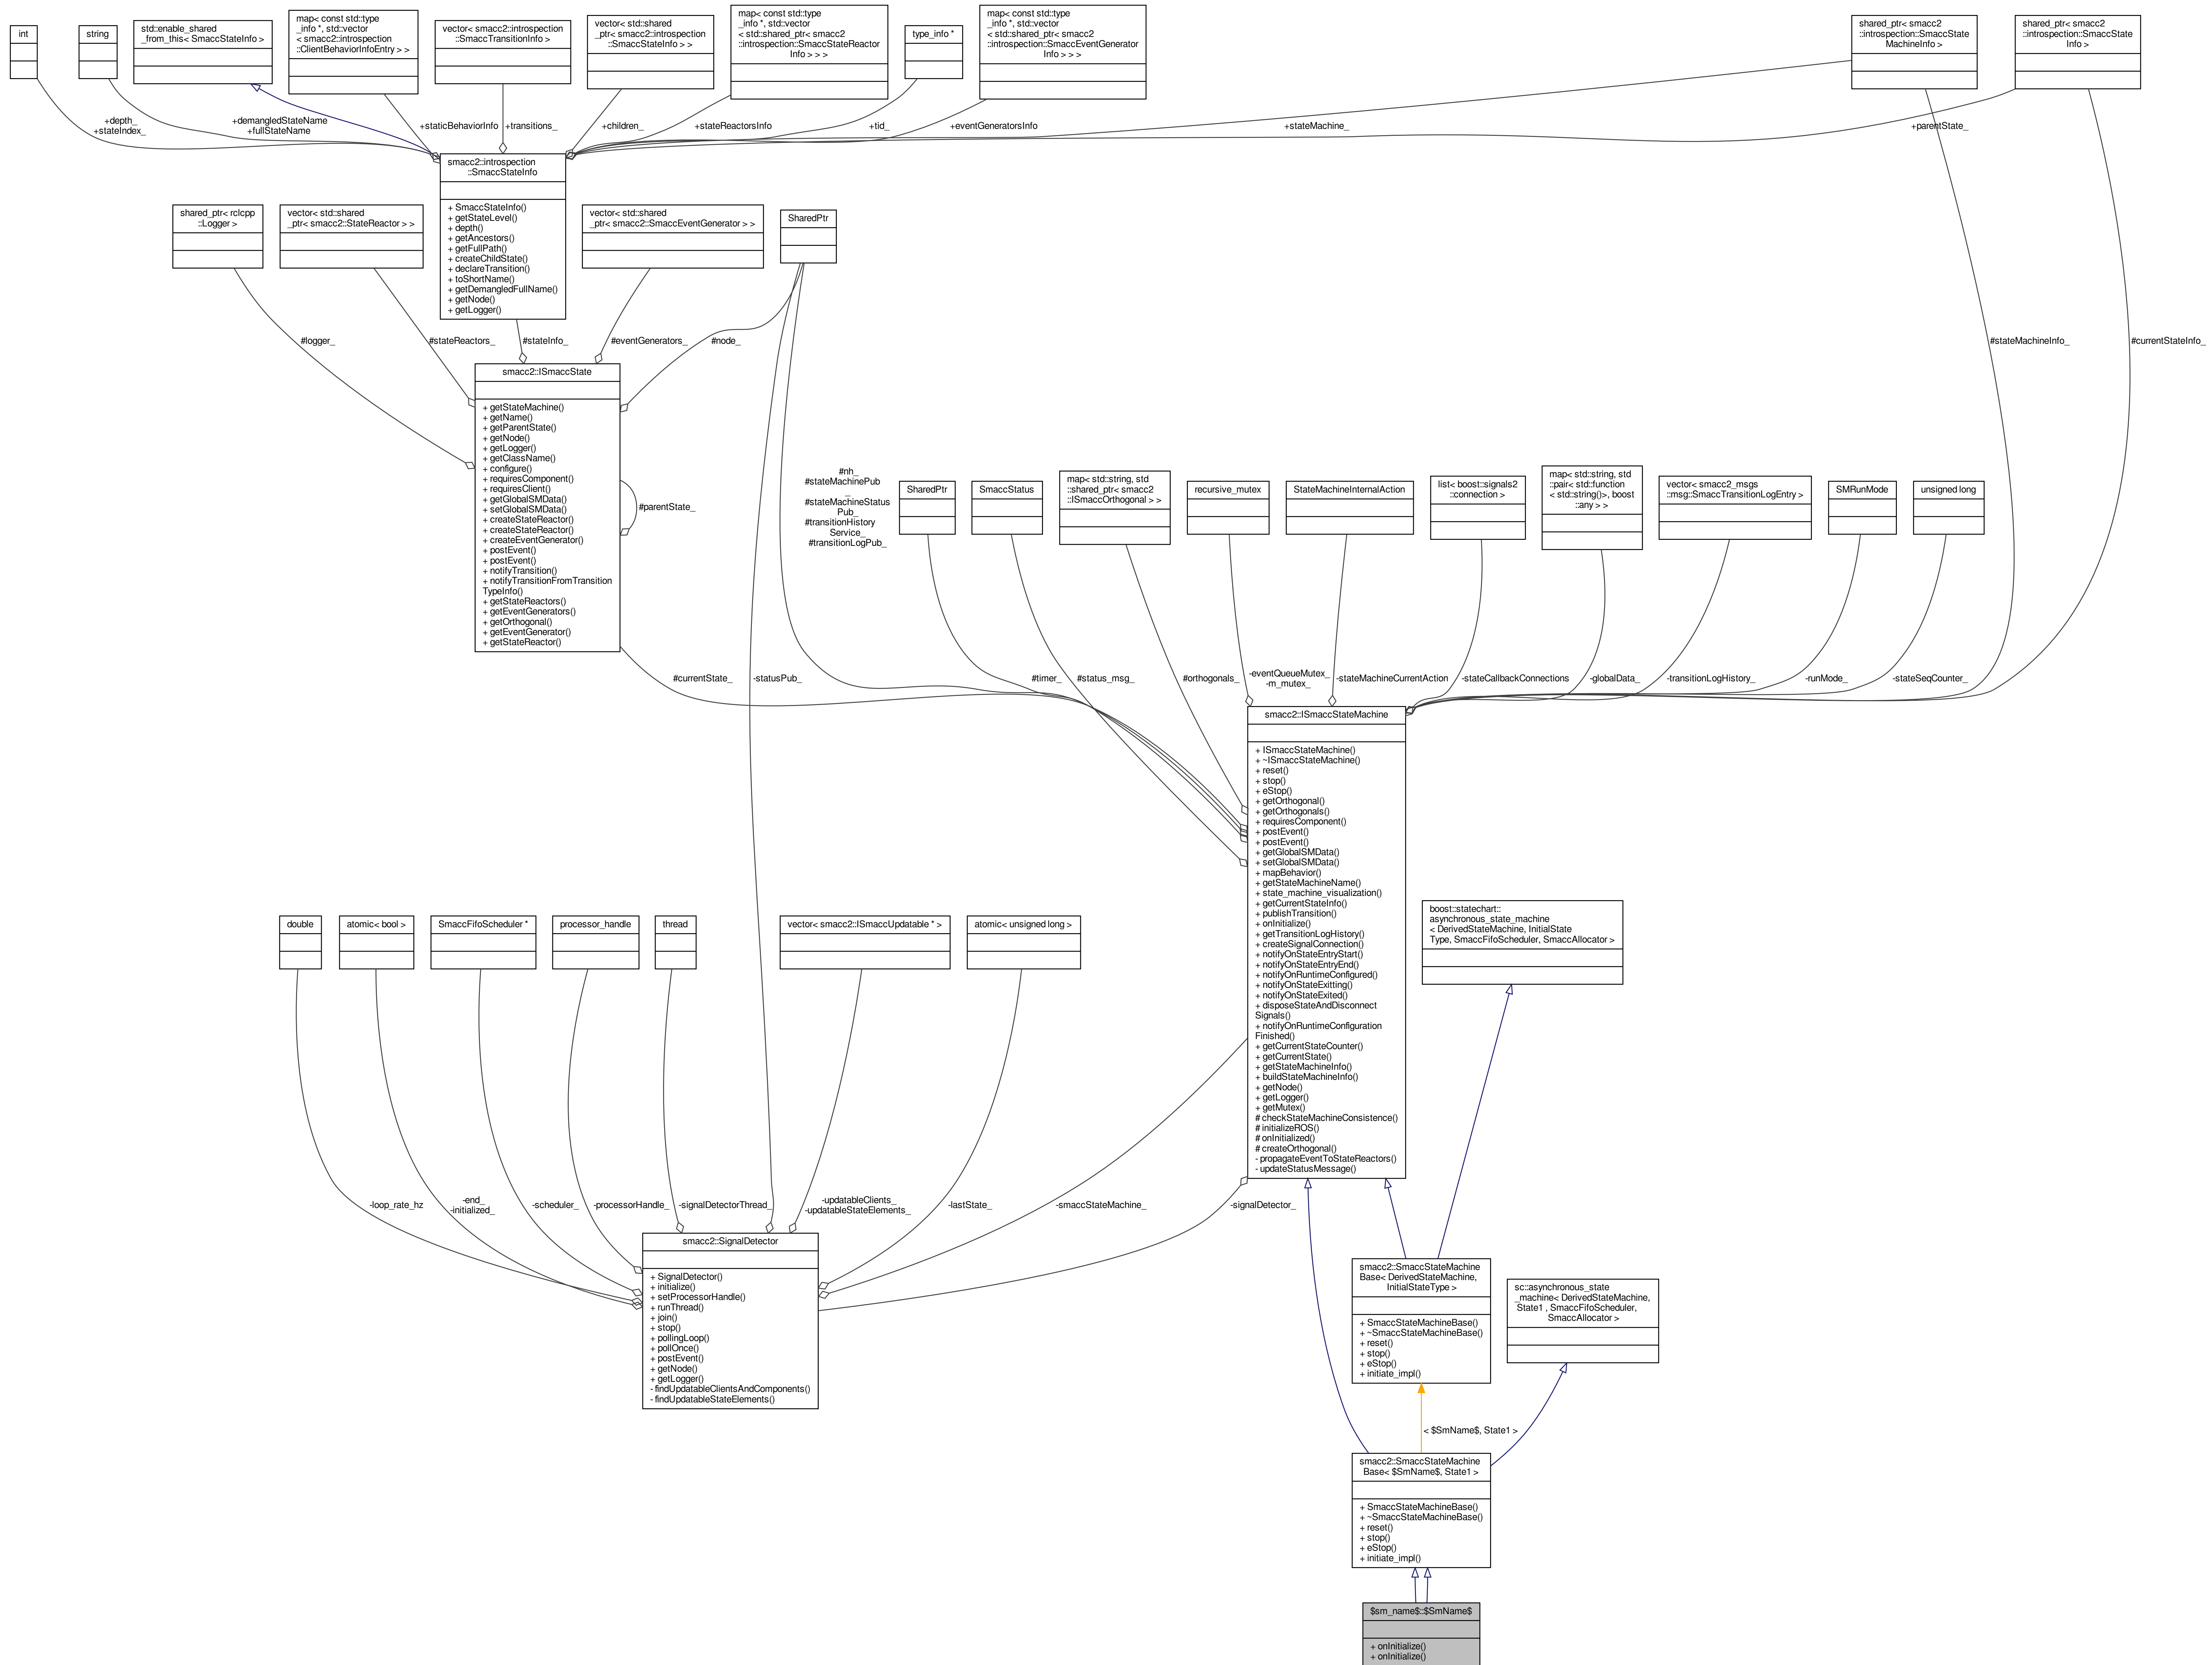 int
string
std::enable_shared
_from_this< SmaccStateInfo >
map< const std::type
_info *, std::vector
< smacc2::introspection
::ClientBehaviorInfoEntry > >
vector< smacc2::introspection
::SmaccTransitionInfo >
vector< std::shared
_ptr< smacc2::introspection
::SmaccStateInfo > >
map< const std::type
_info *, std::vector
< std::shared_ptr< smacc2
::introspection::SmaccStateReactor
Info > > >
type_info *
map< const std::type
_info *, std::vector
< std::shared_ptr< smacc2
::introspection::SmaccEventGenerator
Info > > >
shared_ptr< smacc2
::introspection::SmaccState
MachineInfo >
shared_ptr< smacc2
::introspection::SmaccState
Info >
+depth_
+stateIndex_
+demangledStateName
+fullStateName
+staticBehaviorInfo
+transitions_
+children_
+stateReactorsInfo
+tid_
+eventGeneratorsInfo
+stateMachine_
+parentState_
smacc2::introspection
::SmaccStateInfo
+ SmaccStateInfo()
+ getStateLevel()
+ depth()
+ getAncestors()
+ getFullPath()
+ createChildState()
+ declareTransition()
+ toShortName()
+ getDemangledFullName()
+ getNode()
+ getLogger()
shared_ptr< rclcpp
::Logger >
vector< std::shared
_ptr< smacc2::StateReactor > >
vector< std::shared
_ptr< smacc2::SmaccEventGenerator > >
SharedPtr
#logger_
#stateReactors_
#stateInfo_
#eventGenerators_
#node_
#stateMachineInfo_
#currentStateInfo_
smacc2::ISmaccState
+ getStateMachine()
+ getName()
+ getParentState()
+ getNode()
+ getLogger()
+ getClassName()
+ configure()
+ requiresComponent()
+ requiresClient()
+ getGlobalSMData()
+ setGlobalSMData()
+ createStateReactor()
+ createStateReactor()
+ createEventGenerator()
+ postEvent()
+ postEvent()
+ notifyTransition()
+ notifyTransitionFromTransition
TypeInfo()
+ getStateReactors()
+ getEventGenerators()
+ getOrthogonal()
+ getEventGenerator()
+ getStateReactor()
#parentState_
#nh_
#stateMachinePub
_
#stateMachineStatus
Pub_
#transitionHistory
Service_
#transitionLogPub_
SharedPtr
SmaccStatus
map< std::string, std
::shared_ptr< smacc2
::ISmaccOrthogonal > >
recursive_mutex
StateMachineInternalAction
list< boost::signals2
::connection >
map< std::string, std
::pair< std::function
< std::string()>, boost
::any > >
vector< smacc2_msgs
::msg::SmaccTransitionLogEntry >
SMRunMode
unsigned long
#currentState_
-statusPub_
#timer_
#status_msg_
#orthogonals_
-eventQueueMutex_
-m_mutex_
-stateMachineCurrentAction
-stateCallbackConnections
-globalData_
-transitionLogHistory_
-runMode_
-stateSeqCounter_
smacc2::ISmaccStateMachine
+ ISmaccStateMachine()
+ ~ISmaccStateMachine()
+ reset()
+ stop()
+ eStop()
+ getOrthogonal()
+ getOrthogonals()
+ requiresComponent()
+ postEvent()
+ postEvent()
+ getGlobalSMData()
+ setGlobalSMData()
+ mapBehavior()
+ getStateMachineName()
+ state_machine_visualization()
+ getCurrentStateInfo()
+ publishTransition()
+ onInitialize()
+ getTransitionLogHistory()
+ createSignalConnection()
+ notifyOnStateEntryStart()
+ notifyOnStateEntryEnd()
+ notifyOnRuntimeConfigured()
+ notifyOnStateExitting()
+ notifyOnStateExited()
+ disposeStateAndDisconnect
Signals()
+ notifyOnRuntimeConfiguration
Finished()
+ getCurrentStateCounter()
+ getCurrentState()
+ getStateMachineInfo()
+ buildStateMachineInfo()
+ getNode()
+ getLogger()
+ getMutex()
# checkStateMachineConsistence()
# initializeROS()
# onInitialized()
# createOrthogonal()
- propagateEventToStateReactors()
- updateStatusMessage()
double
atomic< bool >
SmaccFifoScheduler *
processor_handle
thread
vector< smacc2::ISmaccUpdatable * >
atomic< unsigned long >
boost::statechart::
asynchronous_state_machine
< DerivedStateMachine, InitialState
Type, SmaccFifoScheduler, SmaccAllocator >
-loop_rate_hz
-end_
-initialized_
-scheduler_
-processorHandle_
-signalDetectorThread_
-updatableClients_
-updatableStateElements_
-lastState_
-smaccStateMachine_
-signalDetector_
smacc2::SignalDetector
+ SignalDetector()
+ initialize()
+ setProcessorHandle()
+ runThread()
+ join()
+ stop()
+ pollingLoop()
+ pollOnce()
+ postEvent()
+ getNode()
+ getLogger()
- findUpdatableClientsAndComponents()
- findUpdatableStateElements()
smacc2::SmaccStateMachine
Base< DerivedStateMachine,
InitialStateType >
+ SmaccStateMachineBase()
+ ~SmaccStateMachineBase()
+ reset()
+ stop()
+ eStop()
+ initiate_impl()
sc::asynchronous_state
_machine< DerivedStateMachine,
State1 , SmaccFifoScheduler,
SmaccAllocator >
< $SmName$, State1 >
smacc2::SmaccStateMachine
Base< $SmName$, State1 >
+ SmaccStateMachineBase()
+ ~SmaccStateMachineBase()
+ reset()
+ stop()
+ eStop()
+ initiate_impl()
$sm_name$::$SmName$
+ onInitialize()
+ onInitialize()